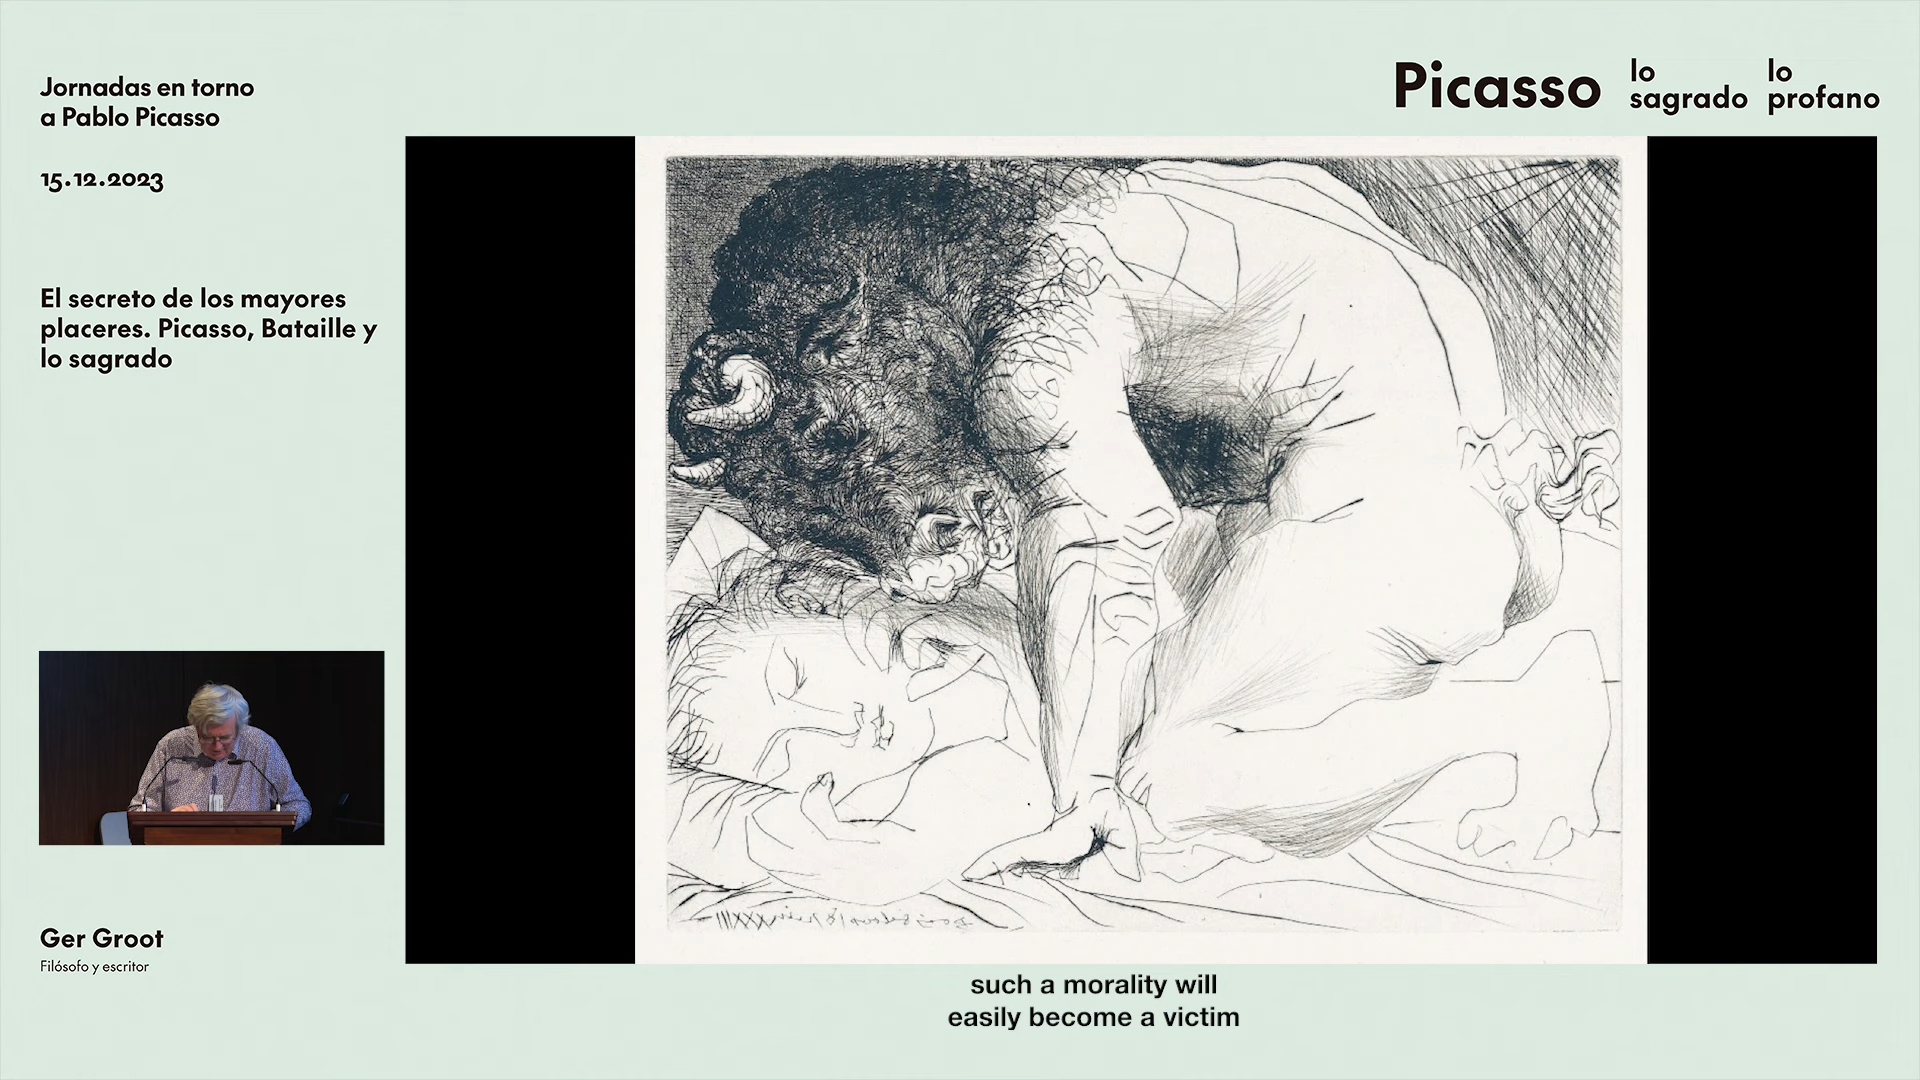 Jornadas en torno
a Pablo Picasso
15.12.2023
El secreto de los mayores
placeres. Picasso, Bataille y
lo sagrado
Ger Groot
Filósofo y escritor
Picasso
lo
sagrado
lo
profano
such a morality will
easily become a victim